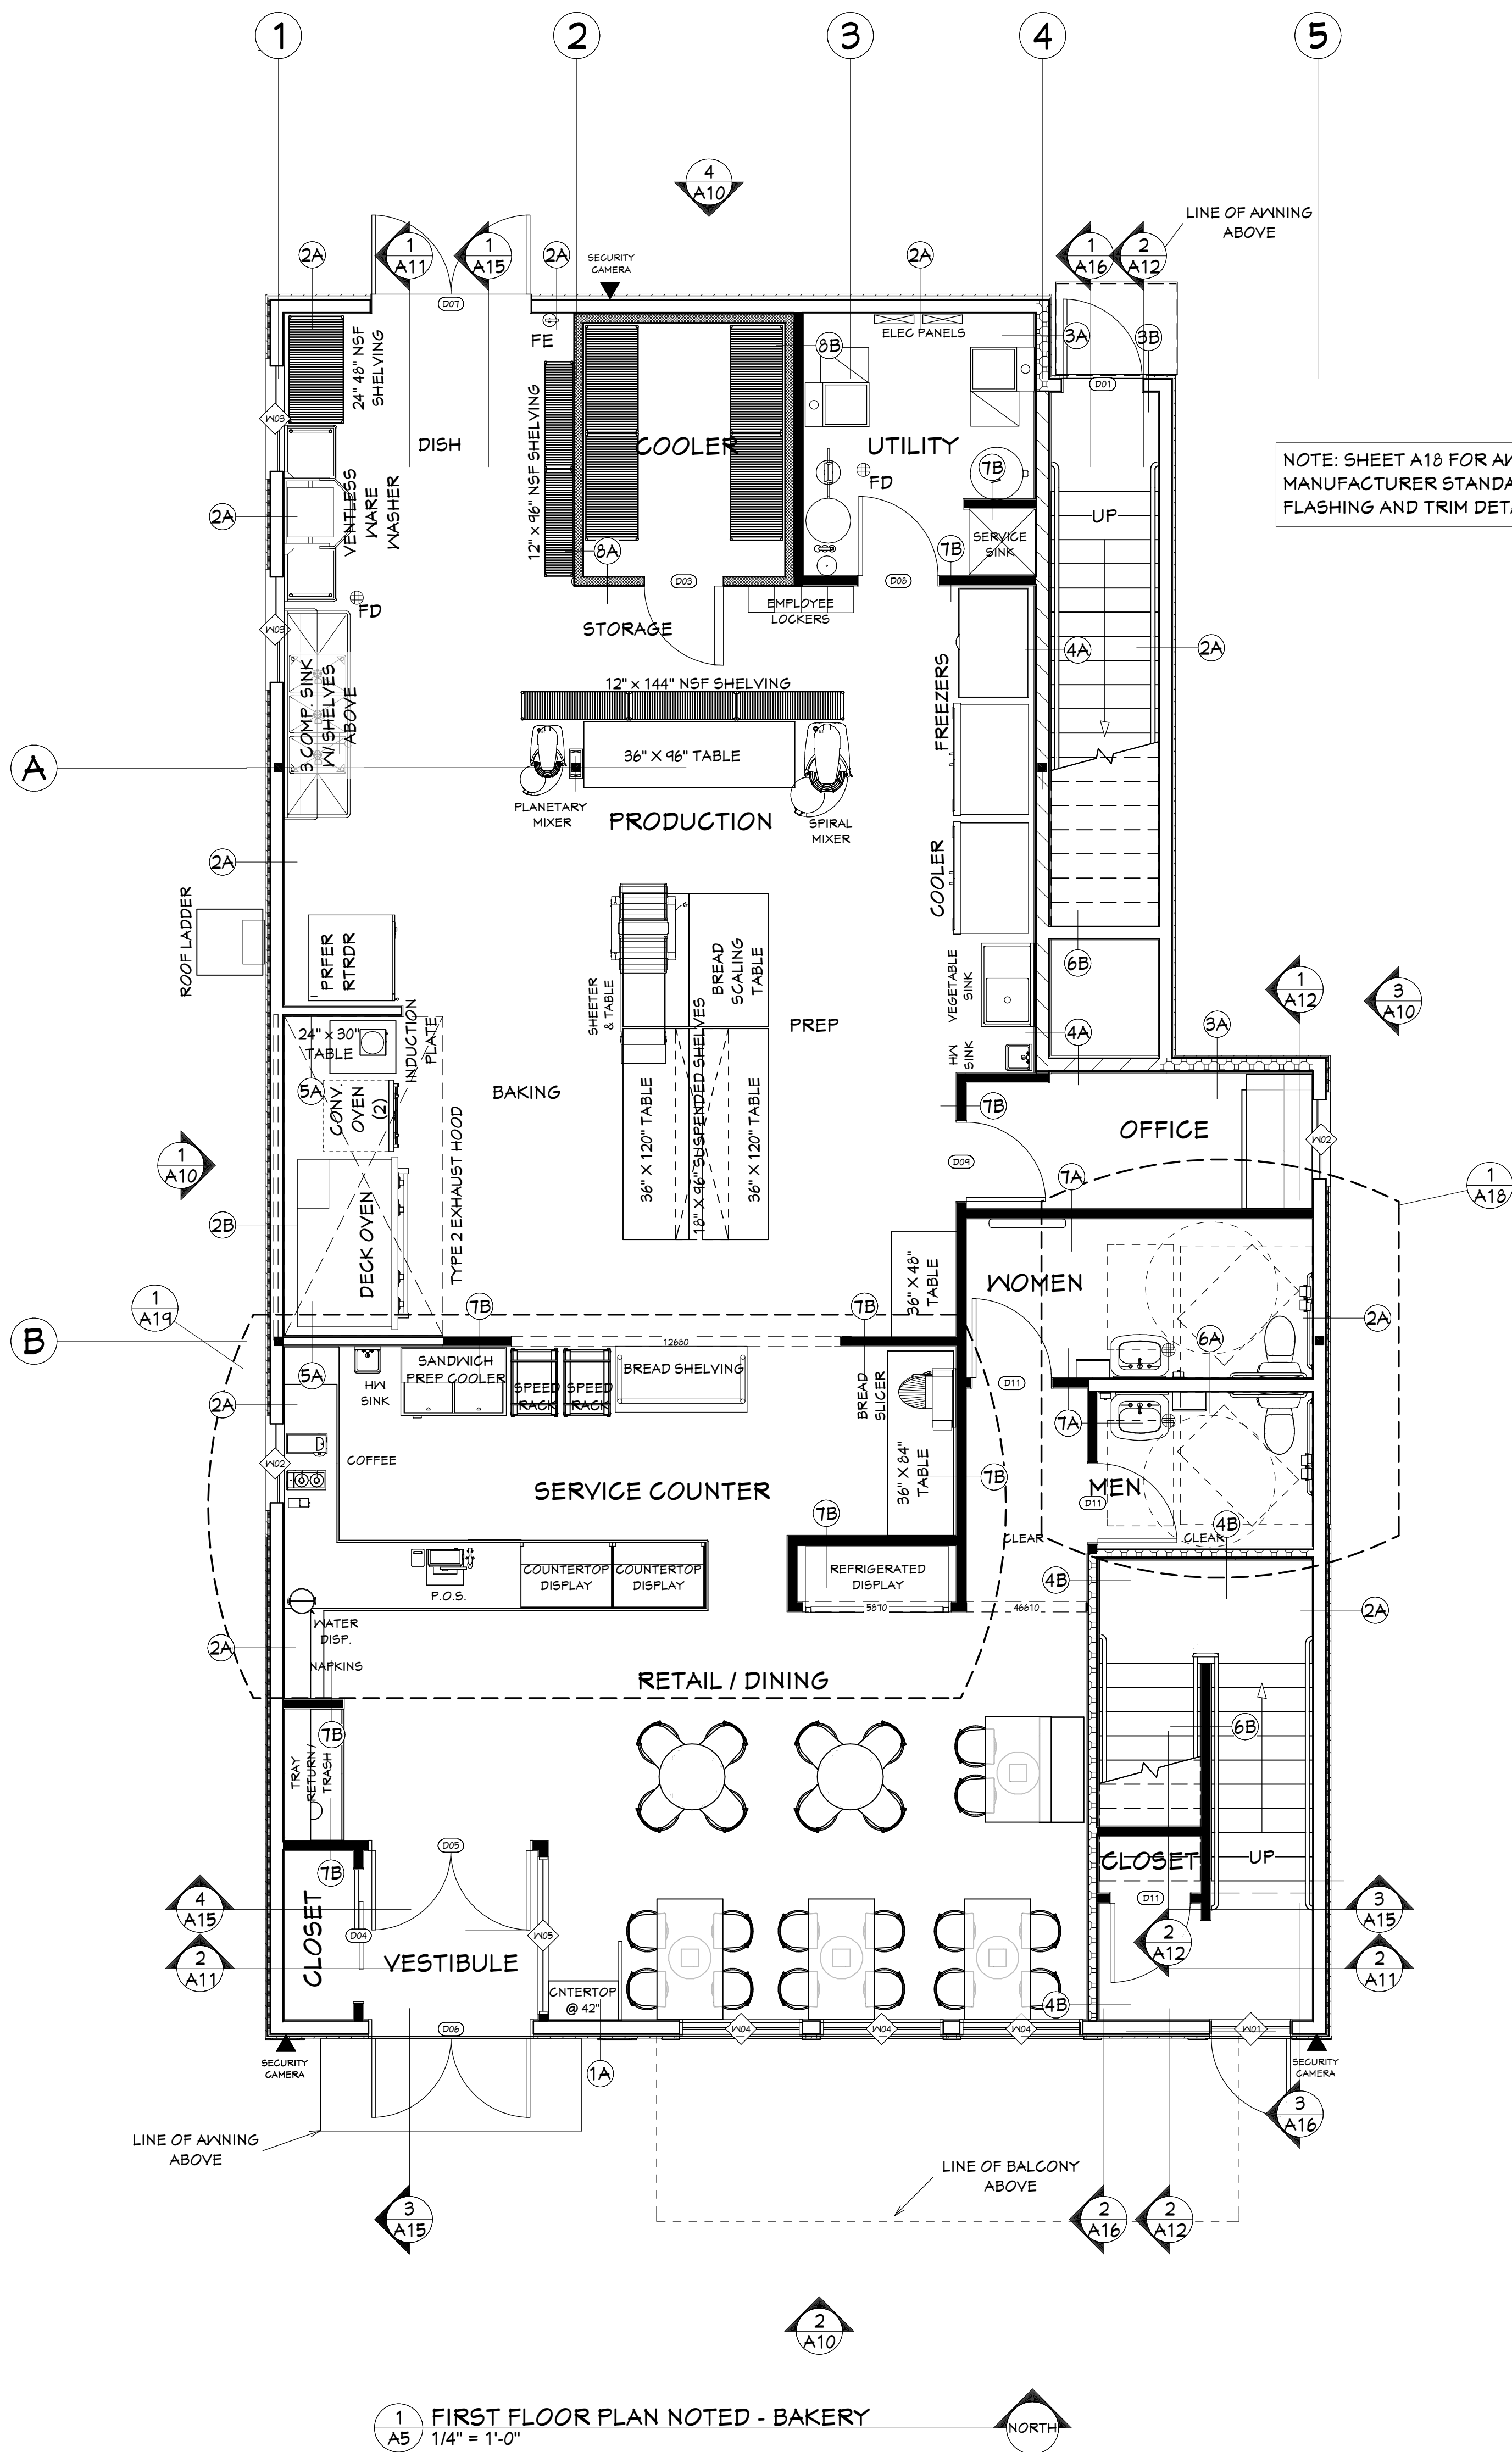 1
2
3
4
5
4
A10
LINE OF AWNING
ABOVE
2A
1
A11
1
A15
2A
SECURITY
CAMERA
2A
1
A16
2
A12
D07
FE
ELEC PANELS
3A
3B
8B
24" 48" NSF
SHELVING
D01
W03
DISH
COOLER
UTILITY
12" x 96" NSF SHELVING
NOTE: SHEET A18 FOR
MANUFACTURER
FLASHING AND TRIM
7B
FD
2A
VENTLESS
WARE
WASHER
UP
SERVICE
SINK
8A
7B
D03
D08
FD
EMPLOYEE
LOCKERS
W03
STORAGE
4A
2A
3 COMP. SINK
W/ SHELVES
ABOVE
12" x 144" NSF SHELVING
FREEZERS
A
36" X 96" TABLE
PLANETARY
MIXER
PRODUCTION
SPIRAL
MIXER
2A
COOLER
ROOF LADDER
PRFER
RTRDR
BREAD
SCALING
TABLE
6B
VEGETABLE
SINK
1
A12
3
A10
SHEETER
& TABLE
PREP
3A
4A
24" x 30"
TABLE
INDUCTION
PLATE
HW
SINK
5A
CONV.
OVEN
(2)
BAKING
7B
OFFICE
W02
TYPE 2 EXHAUST HOOD
36" X 120" TABLE
18" X 96" SUSPENDED SHELVES
36" X 120" TABLE
D09
1
A10
7A
1
A18
DECK OVEN
2B
36" X 48"
TABLE
WOMEN
1
A19
7B
7B
2A
B
12680
6A
SANDWICH
PREP COOLER
BREAD SHELVING
5A
HW
SINK
SPEED
RACK
SPEED
RACK
BREAD
SLICER
D11
2A
7A
W02
COFFEE
SERVICE COUNTER
36" X 84"
TABLE
7B
MEN
D11
7B
4B
CLEAR
CLEAR
COUNTERTOP
DISPLAY
COUNTERTOP
DISPLAY
REFRIGERATED
DISPLAY
4B
P.O.S.
5870
46610
2A
WATER
DISP.
2A
NAPKINS
RETAIL / DINING
7B
6B
TRAY
RETURN /
TRASH
D05
7B
CLOSET
UP
4
A15
D11
3
A15
CLOSET
D04
W05
VESTIBULE
2
A12
2
A11
2
A11
CNTERTOP
@ 42"
4B
D06
W04
W04
W04
W01
SECURITY
CAMERA
1A
SECURITY
CAMERA
3
A16
LINE OF AWNING
ABOVE
LINE OF BALCONY
ABOVE
3
A15
2
A16
2
A12
2
A10
1
A5
FIRST FLOOR PLAN NOTED - BAKERY
1/4" = 1'-0"
NORTH